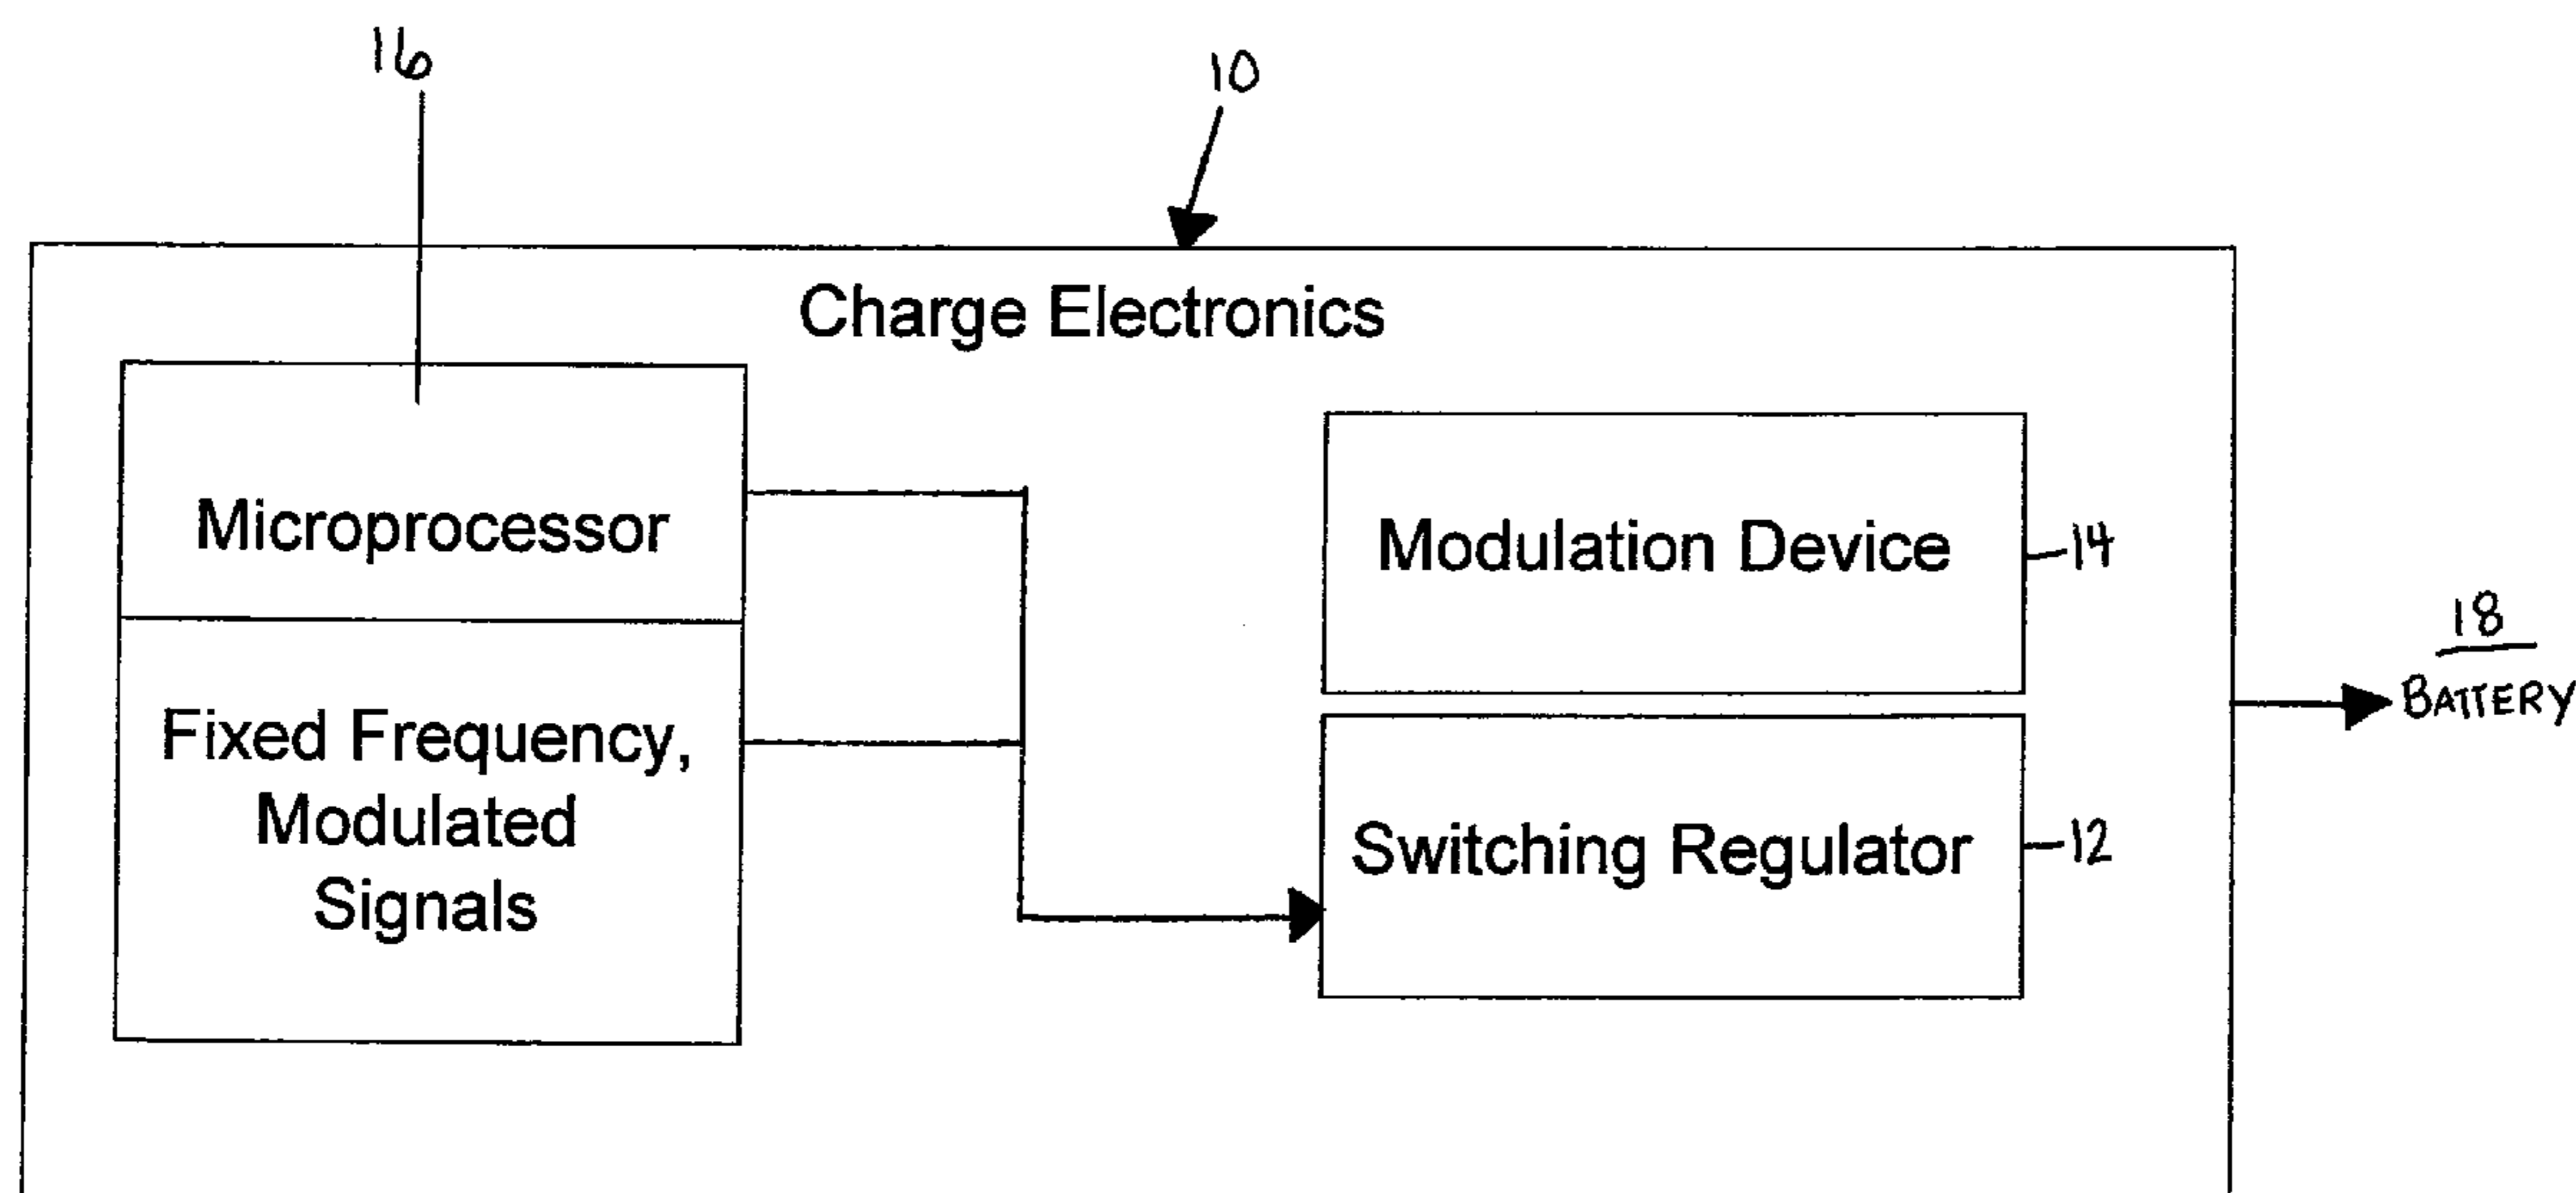 16
10
Charge Electronics
Microprocessor
Fixed Frequency,
Modulated
Signals
Modulation Device
14
Switching Regulator
12
18
BATTERY